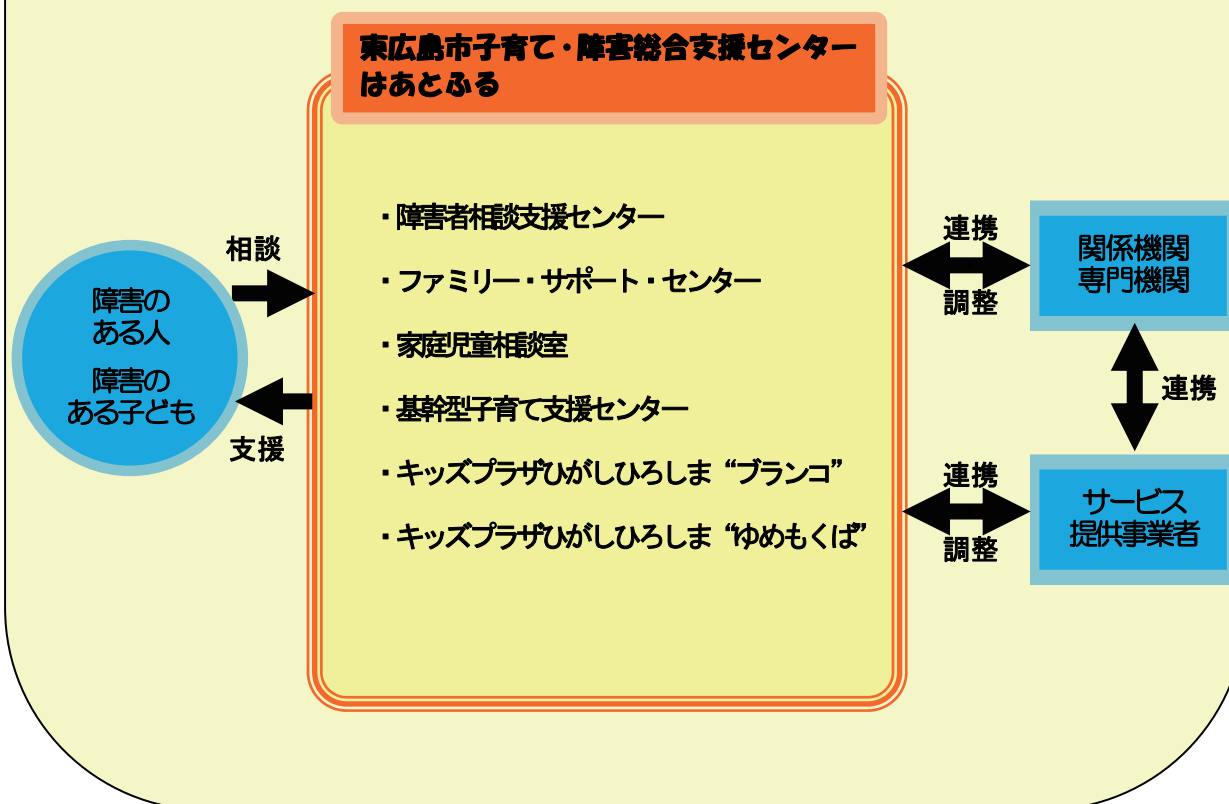 東広島市子育て・障害総合支援センター
はあとふる
・障害者相談支援センター
・ファミリー・サポート・センター
・家庭児童相談室
・基幹型子育て支援センター
・キッズプラザひがしひろしま “ブランコ”
・キッズプラザひがしひろしま “ゆめもくば”
障害の
ある人
障害の
ある子ども
相談
支援
連携
調整
関係機関
専門機関
連携
連携
調整
サービス
提供事業者